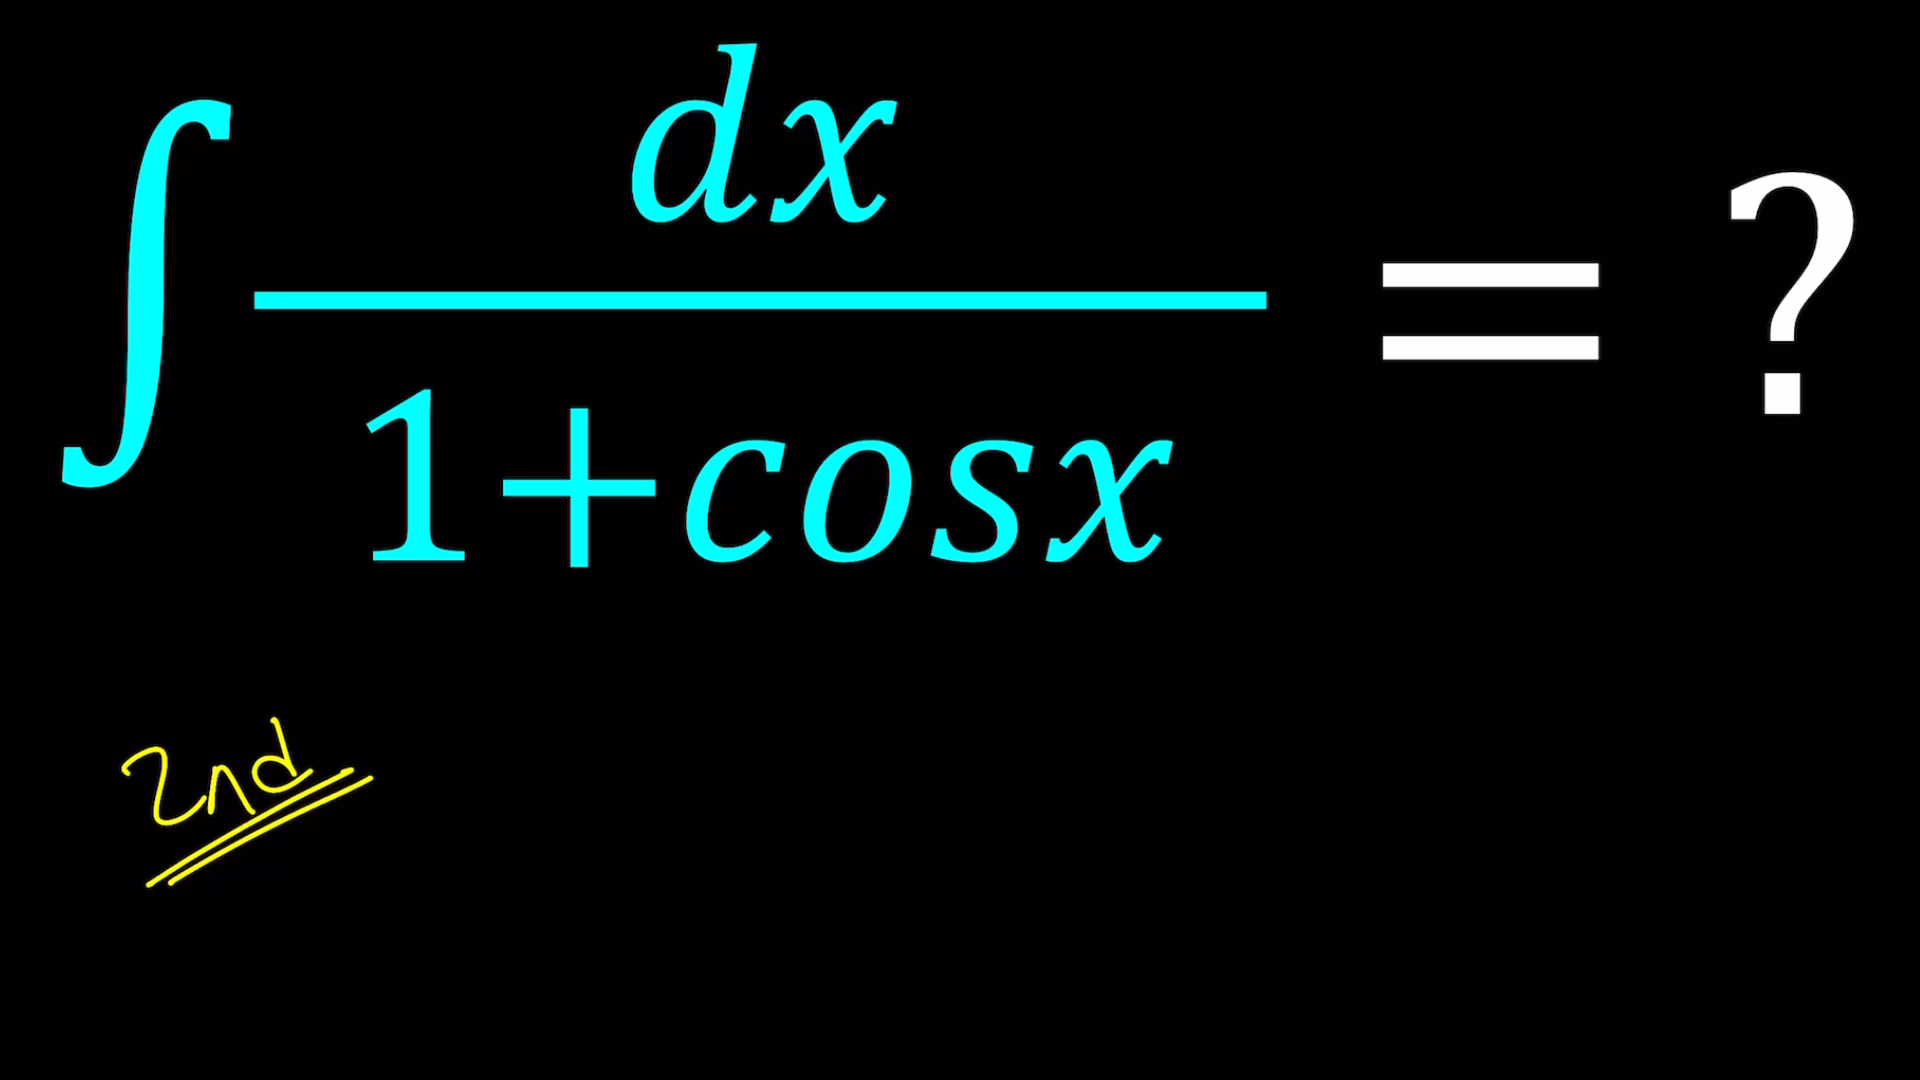 ∫ dx / 1+cosx = ?
2nd